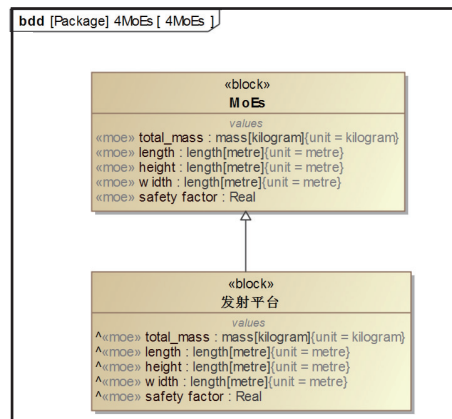 bdd [Package] 4MoEs [ 4MoEs ]
«block»
MoEs
values
«moe» total_mass : mass[kilogram]{unit = kilogram}
«moe» length : length[metre]{unit = metre}
«moe» height : length[metre]{unit = metre}
«moe» width : length[metre]{unit = metre}
«moe» safety factor : Real
«block»
发射平台
values
^«moe» total_mass : mass[kilogram]{unit = kilogram}
^«moe» length : length[metre]{unit = metre}
^«moe» height : length[metre]{unit = metre}
^«moe» width : length[metre]{unit = metre}
^«moe» safety factor : Real